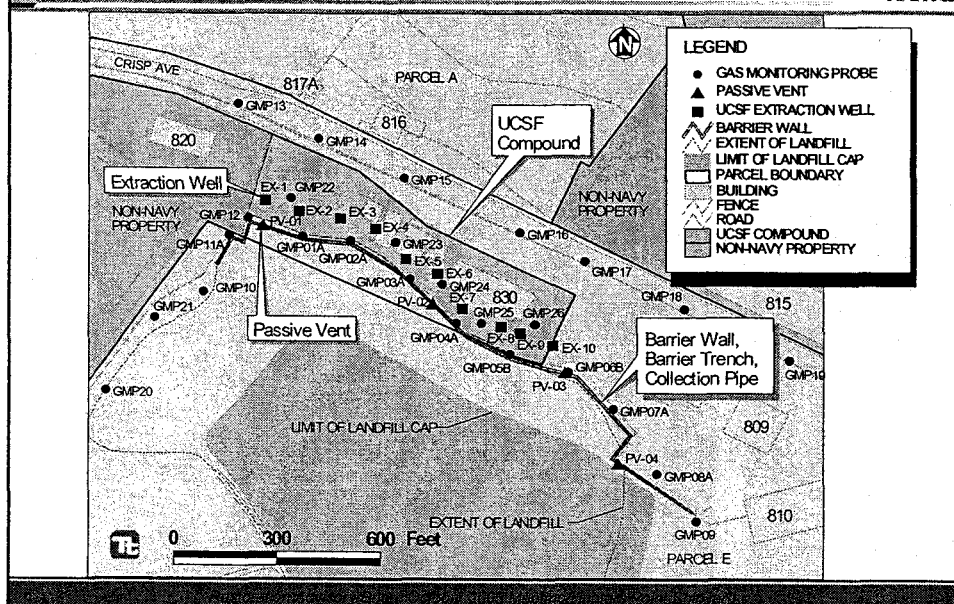 N
CRISP AVE
817A
PARCEL A
GMP13
816
GMP14
820
UCSF
Compound
GMP15
Extraction Well
EX-1
GMP22
NON-NAVY
PROPERTY
NON-NAVY
PROPERTY
GMP12
PV-01
EX-2
EX-3
EX-4
GMP16
GMP11A
GMP01A
GMP02A
GMP23
EX-5
EX-6
GMP17
GMP24
GMP03A
GMP10
GMP21
PV-02
EX-7
830
GMP18
815
GMP25
GMP26
Passive Vent
GMP04A
EX-8
EX-9
EX-10
Barrier Wall,
Barrier Trench,
Collection Pipe
GMP05B
GMP06B
PV-03
GMP19
GMP20
GMP07A
LIMIT OF LANDFILL CAP
809
PV-04
GMP08A
EXTENT OF LANDFILL
810
GMP09
PARCEL E
Tt
0 300 600 Feet
LEGEND
GAS MONITORING PROBE
PASSIVE VENT
UCSF EXTRACTION WELL
BARRIER WALL
EXTENT OF LANDFILL
LIMIT OF LANDFILL CAP
PARCEL BOUNDARY
BUILDING
FENCE
ROAD
UCSF COMPOUND
NON-NAVY PROPERTY